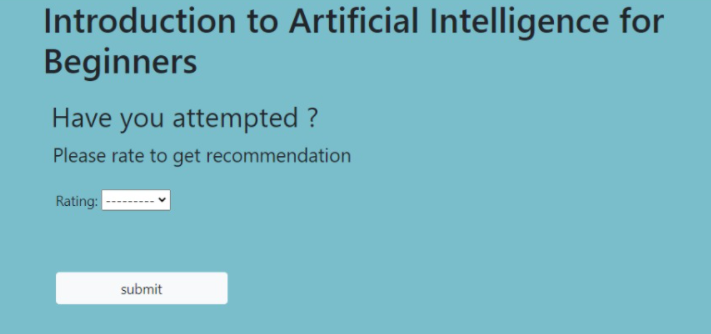 Introduction to Artificial Intelligence for
Beginners
Have you attempted ?
Please rate to get recommendation
Rating: ---------
submit